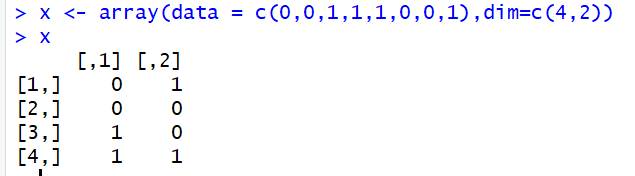 > x <- array(data = c(0,0,1,1,1,0,0,1),dim=c(4,2))
> x
     [,1] [,2]
[1,]    0    1
[2,]    0    0
[3,]    1    0
[4,]    1    1